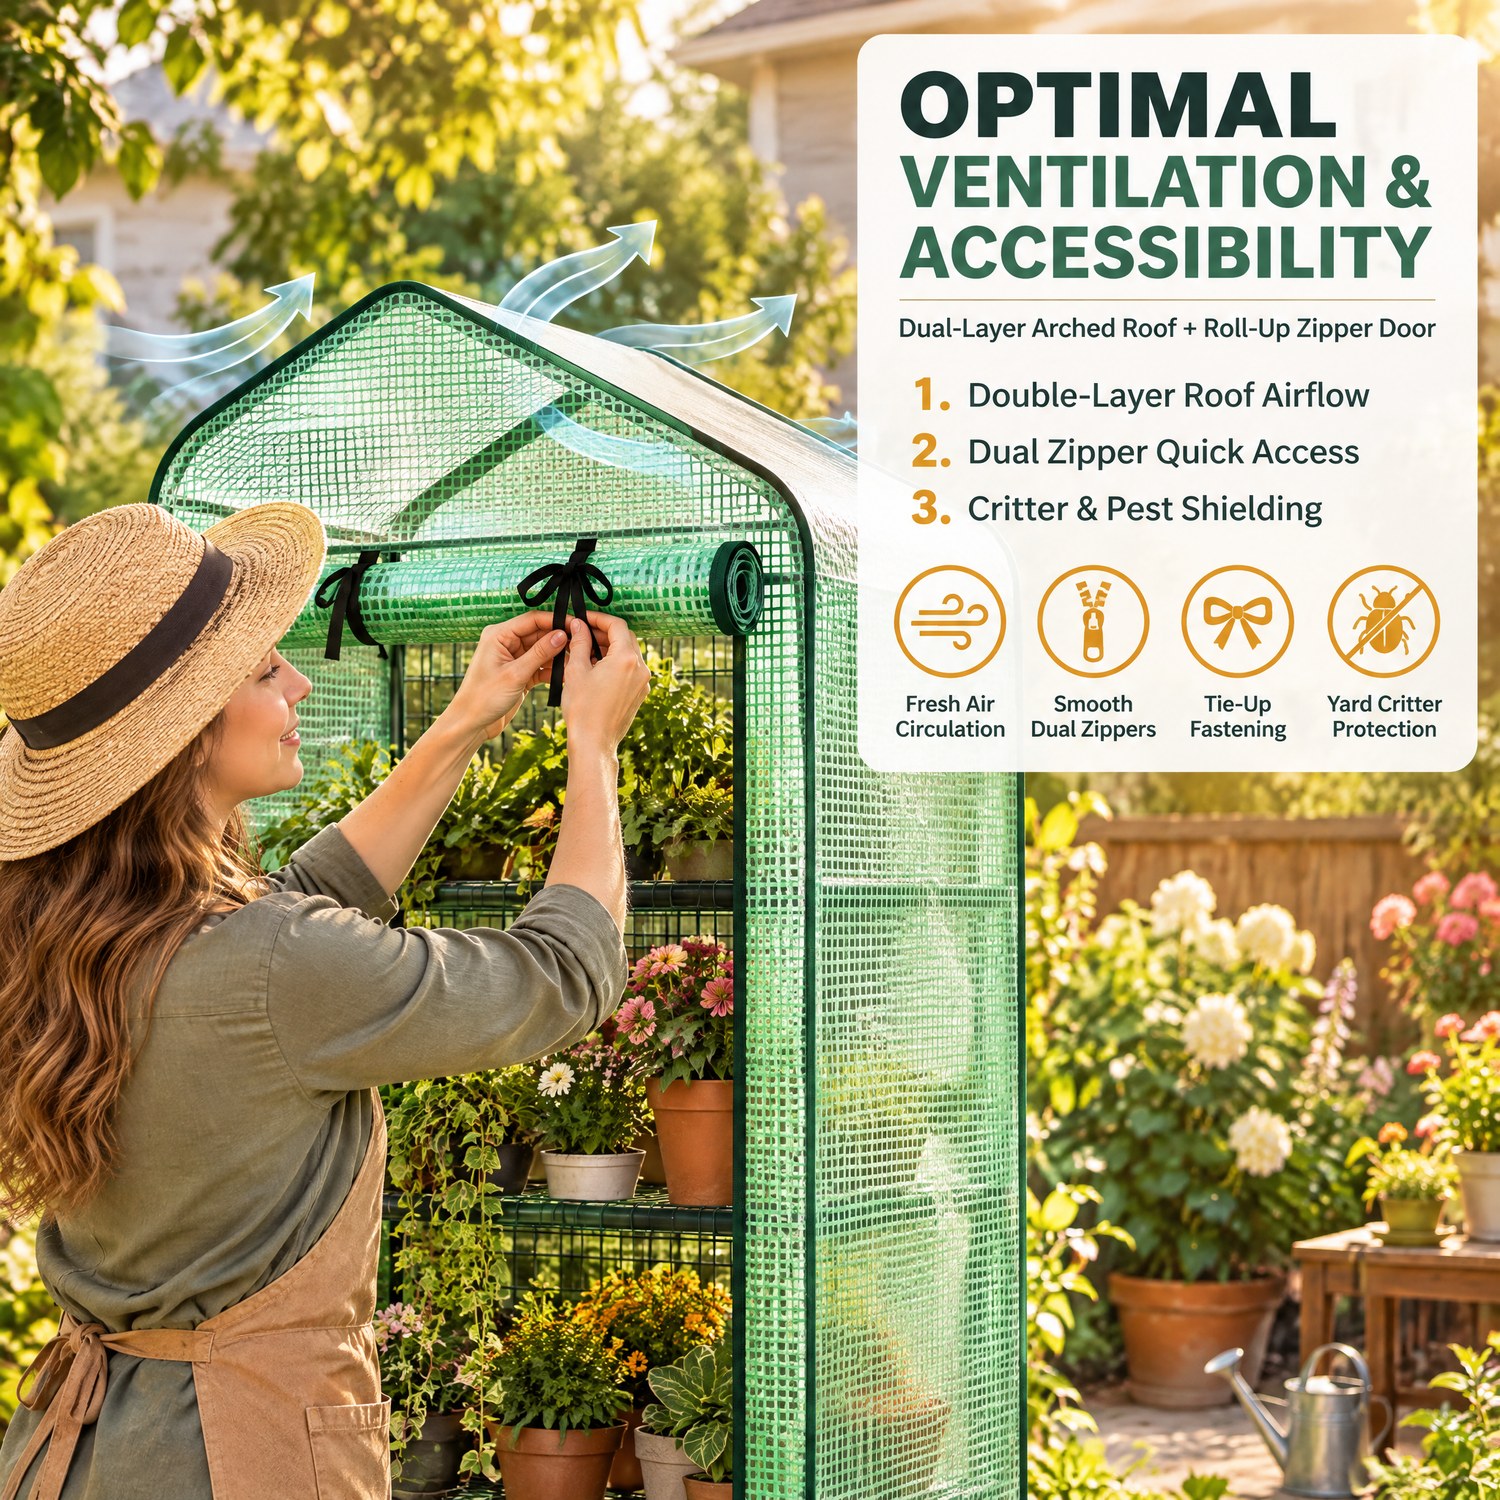 OPTIMAL
VENTILATION &
ACCESSIBILITY
Dual-Layer Arched Roof + Roll-Up Zipper Door
1. Double-Layer Roof Airflow
2. Dual Zipper Quick Access
3. Critter & Pest Shielding
Fresh Air
Circulation
Smooth
Dual Zippers
Tie-Up
Fastening
Yard Critter
Protection